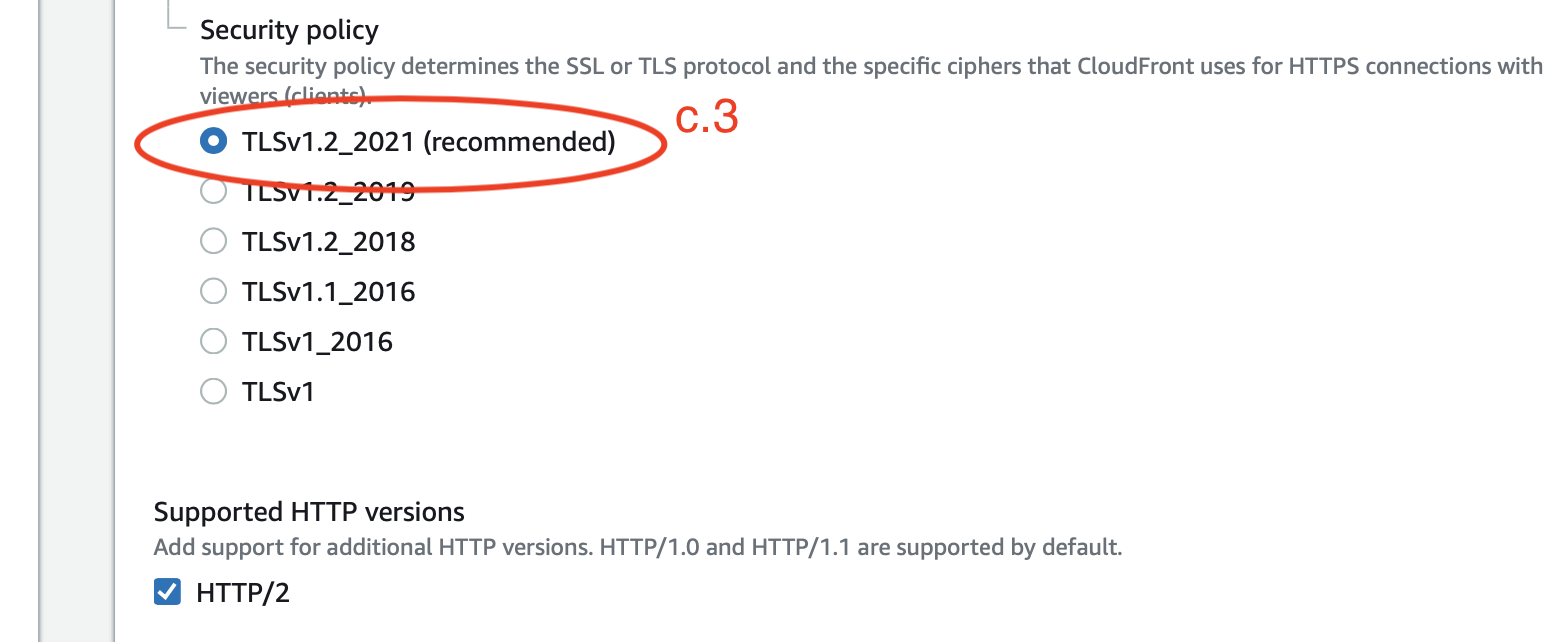 Security policy
The security policy determines the SSL or TLS protocol and the specific ciphers that CloudFront uses for HTTPS connections with
viewers (clients).
TLSv1.2_2021 (recommended)
c.3
TLSv1.2_2019
TLSv1.2_2018
TLSv1.1_2016
TLSv1_2016
TLSv1
Supported HTTP versions
Add support for additional HTTP versions. HTTP/1.0 and HTTP/1.1 are supported by default.
HTTP/2